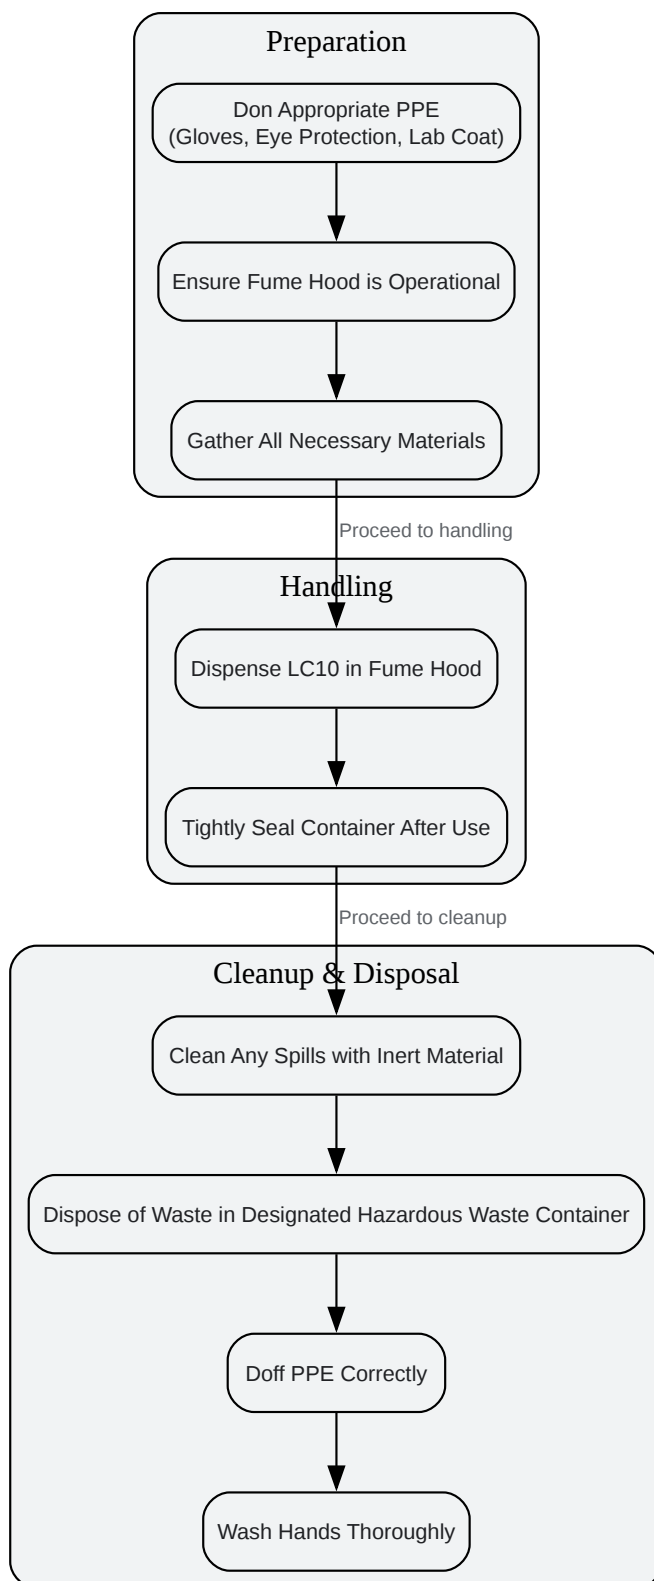 Preparation
Don Appropriate PPE
(Gloves, Eye Protection, Lab Coat)
Ensure Fume Hood is Operational
Gather All Necessary Materials
Proceed to handling
Handling
Dispense LC10 in Fume Hood
Tightly Seal Container After Use
Proceed to cleanup
Cleanup & Disposal
Clean Any Spills with Inert Material
Dispose of Waste in Designated Hazardous Waste Container
Doff PPE Correctly
Wash Hands Thoroughly